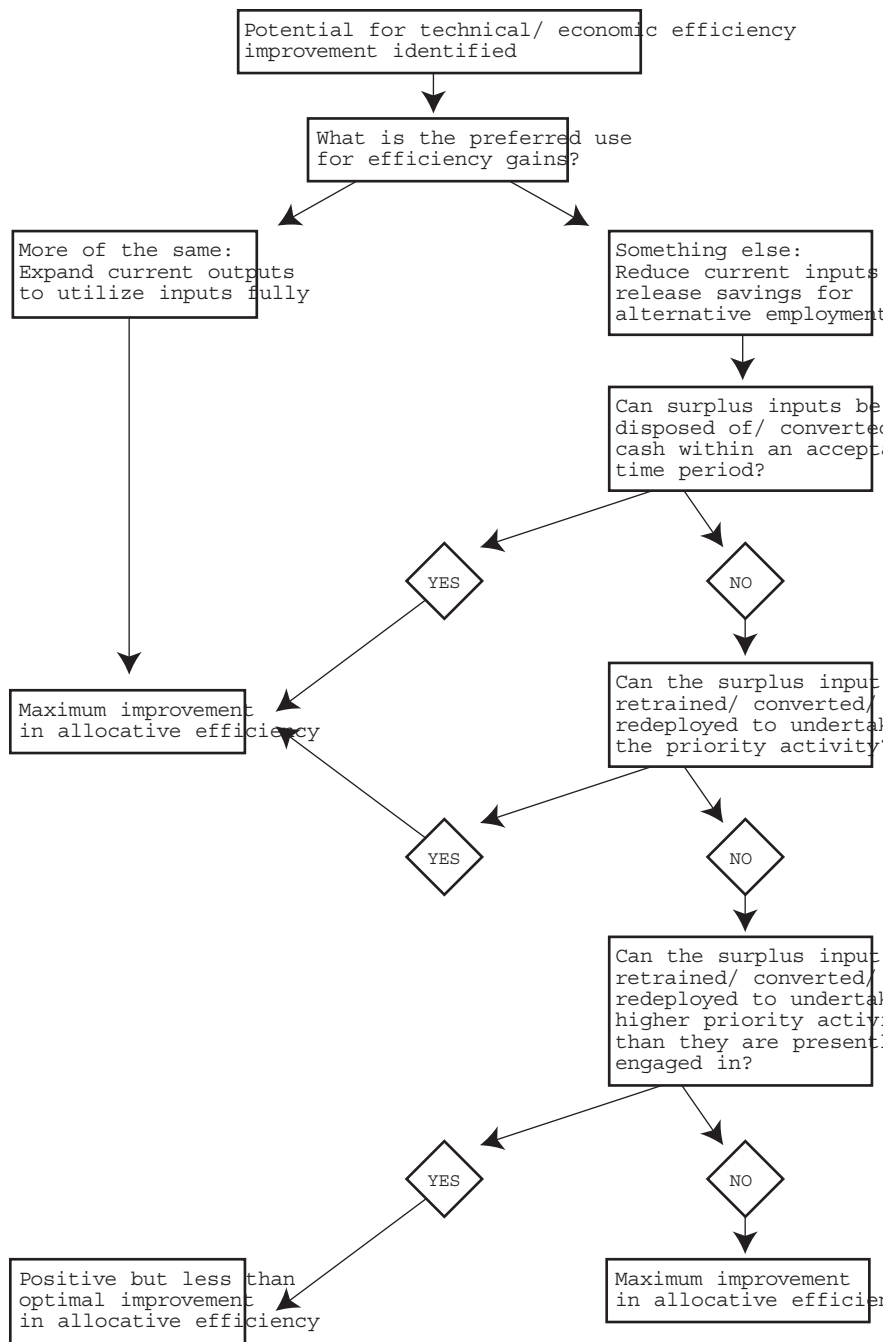 Potential for technical/ economic efficiency
improvement identified
What is the preferred use
for efficiency gains?
More of the same:
Expand current outputs
to utilize inputs fully
Something else:
Reduce current inputs
release savings for
alternative employment
Can surplus inputs be
disposed of/ converted
cash within an
time period?
YES
NO
Maximum improvement
in allocative efficiency
Can the surplus input
retrained/ converted/
redeployed to
the priority activity?
YES
NO
Can the surplus input
retrained/ converted/
redeployed to
higher priority
than they are
engaged in?
YES
NO
Positive but less than
optimal improvement
in allocative efficiency
Maximum improvement
in allocative